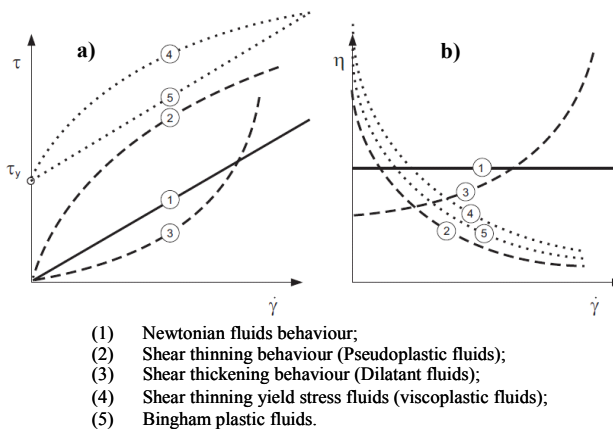 a)
τ
τy
4
5
2
1
3
γ̇
b)
η
1
3
4
5
2
γ̇
(1) Newtonian fluids behaviour;
(2) Shear thinning behaviour (Pseudoplastic fluids);
(3) Shear thickening behaviour (Dilatant fluids);
(4) Shear thinning yield stress fluids (viscoplastic fluids);
(5) Bingham plastic fluids.